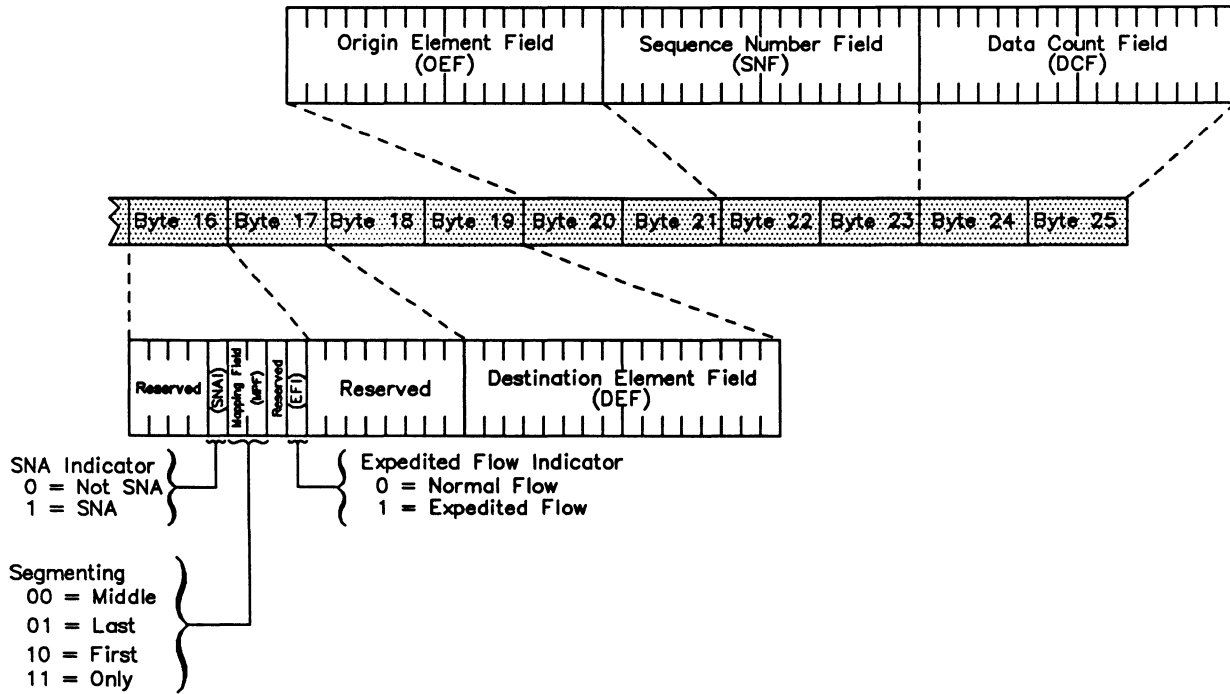 Origin Element Field
(OEF)
Sequence Number Field
(SNF)
Data Count Field
(DCF)
Byte 16
Byte 17
Byte 18
Byte 19
Byte 20
Byte 21
Byte 22
Byte 23
Byte 24
Byte 25
Reserved
(SNAI)
Mapping Field
(MPF)
Reserved
(EFI)
Reserved
Destination Element Field
(DEF)
SNA Indicator
0 = Not SNA
1 = SNA
Expedited Flow Indicator
0 = Normal Flow
1 = Expedited Flow
Segmenting
00 = Middle
01 = Last
10 = First
11 = Only